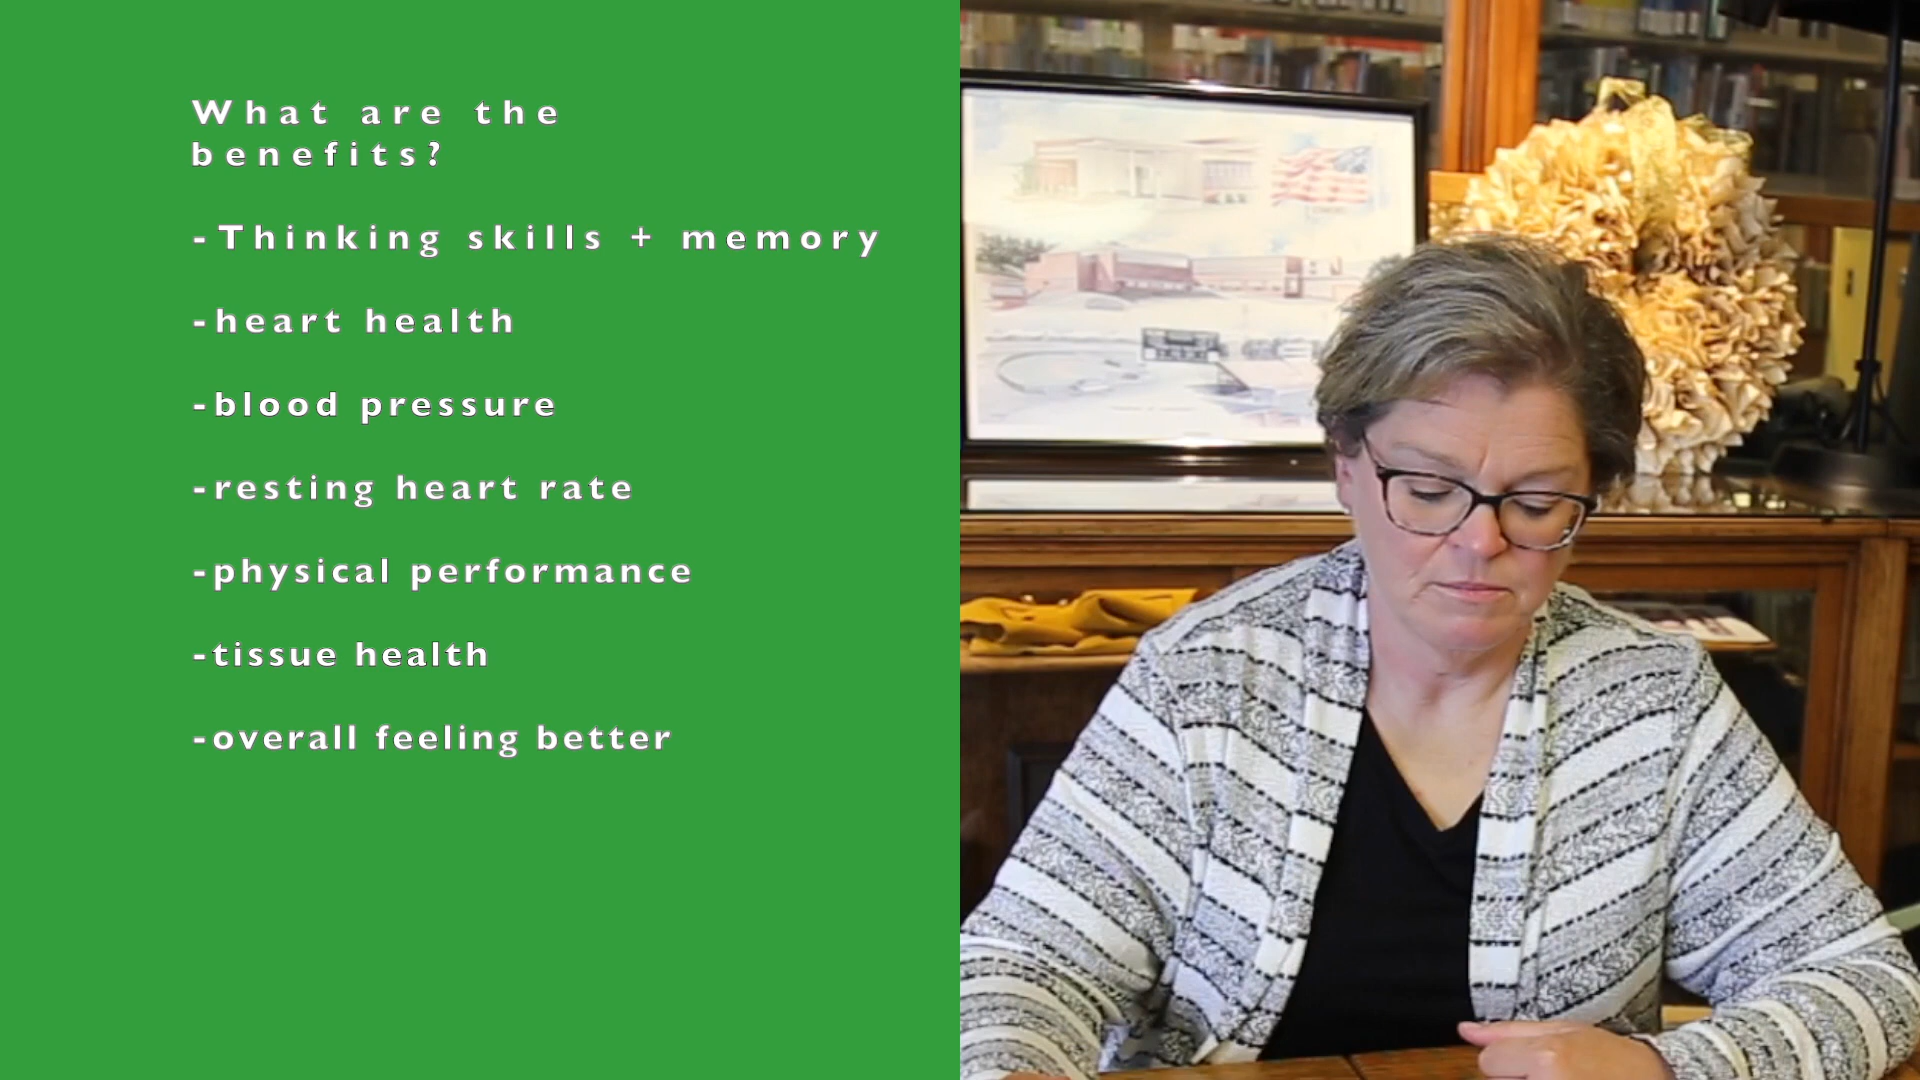 What are the
benefits?
-Thinking skills + memory
-heart health
-blood pressure
-resting heart rate
-physical performance
-tissue health
-overall feeling better